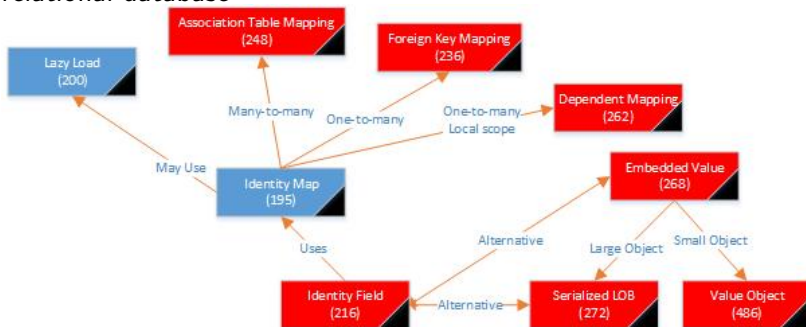 relational database
Association Table Mapping
(248)
Foreign Key Mapping
(236)
Lazy Load
(200)
Many-to-many
One-to-many
One-to-many
Local scope
Dependent Mapping
(262)
May Use
Identity Map
(195)
Embedded Value
(268)
Uses
Alternative
Large Object
Small Object
Identity Field
(216)
Alternative
Serialized LOB
(272)
Value Object
(486)